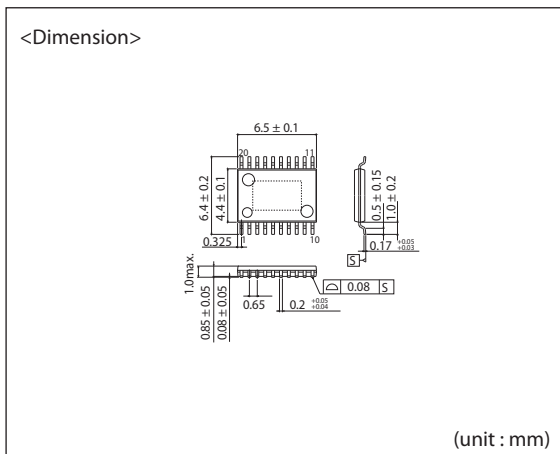 <Dimension>
6.5 ± 0.1
20
11
6.4 ± 0.2
4.4 ± 0.1
0.5 ± 0.15
1.0 ± 0.2
0.325
1
10
0.17 +0.05 +0.03
S
1.0max.
0.08 S
0.85 ± 0.05
0.08 ± 0.05
0.65
0.2 +0.05 +0.04
(unit : mm)